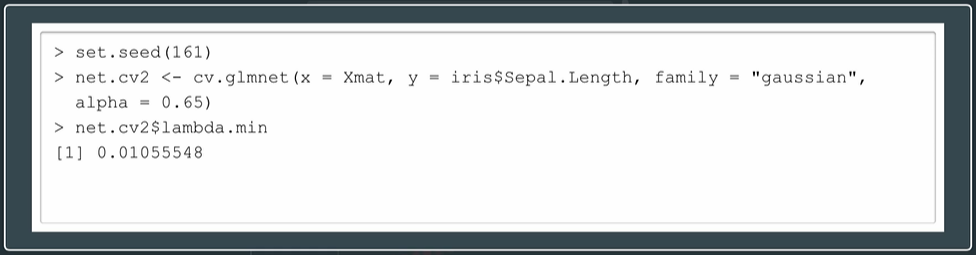 > set.seed(161)
> net.cv2 <- cv.glmnet(x = Xmat, y = iris$Sepal.Length, family = "gaussian",
  alpha = 0.65)
> net.cv2$lambda.min
[1] 0.01055548